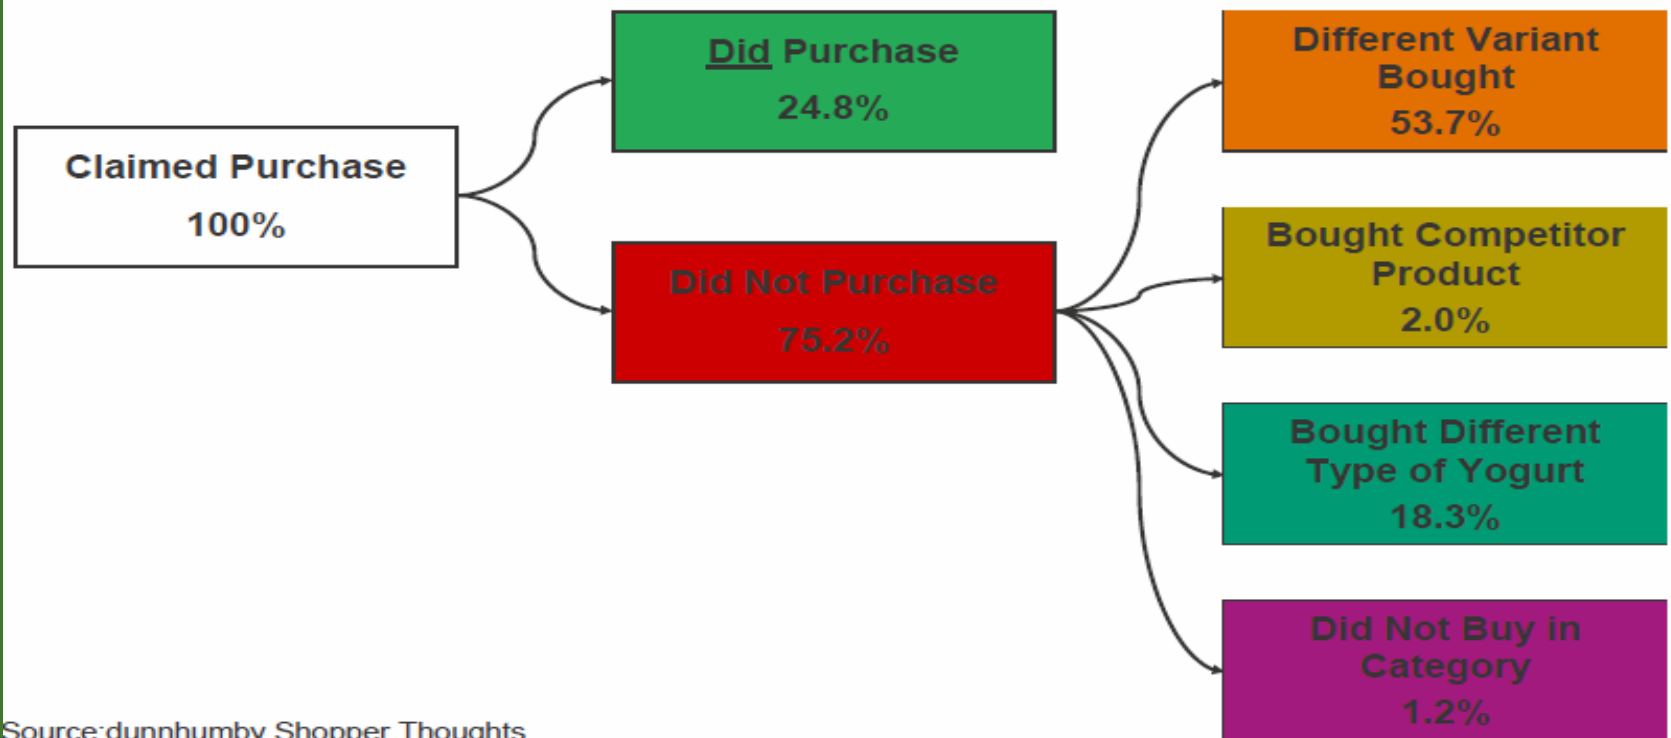 Claimed Purchase
100%
Did Purchase
24.8%
Did Not Purchase
75.2%
Different Variant
Bought
53.7%
Bought Competitor
Product
2.0%
Bought Different
Type of Yogurt
18.3%
Did Not Buy in
Category
1.2%
Source:dunnhumby Shopper Thoughts